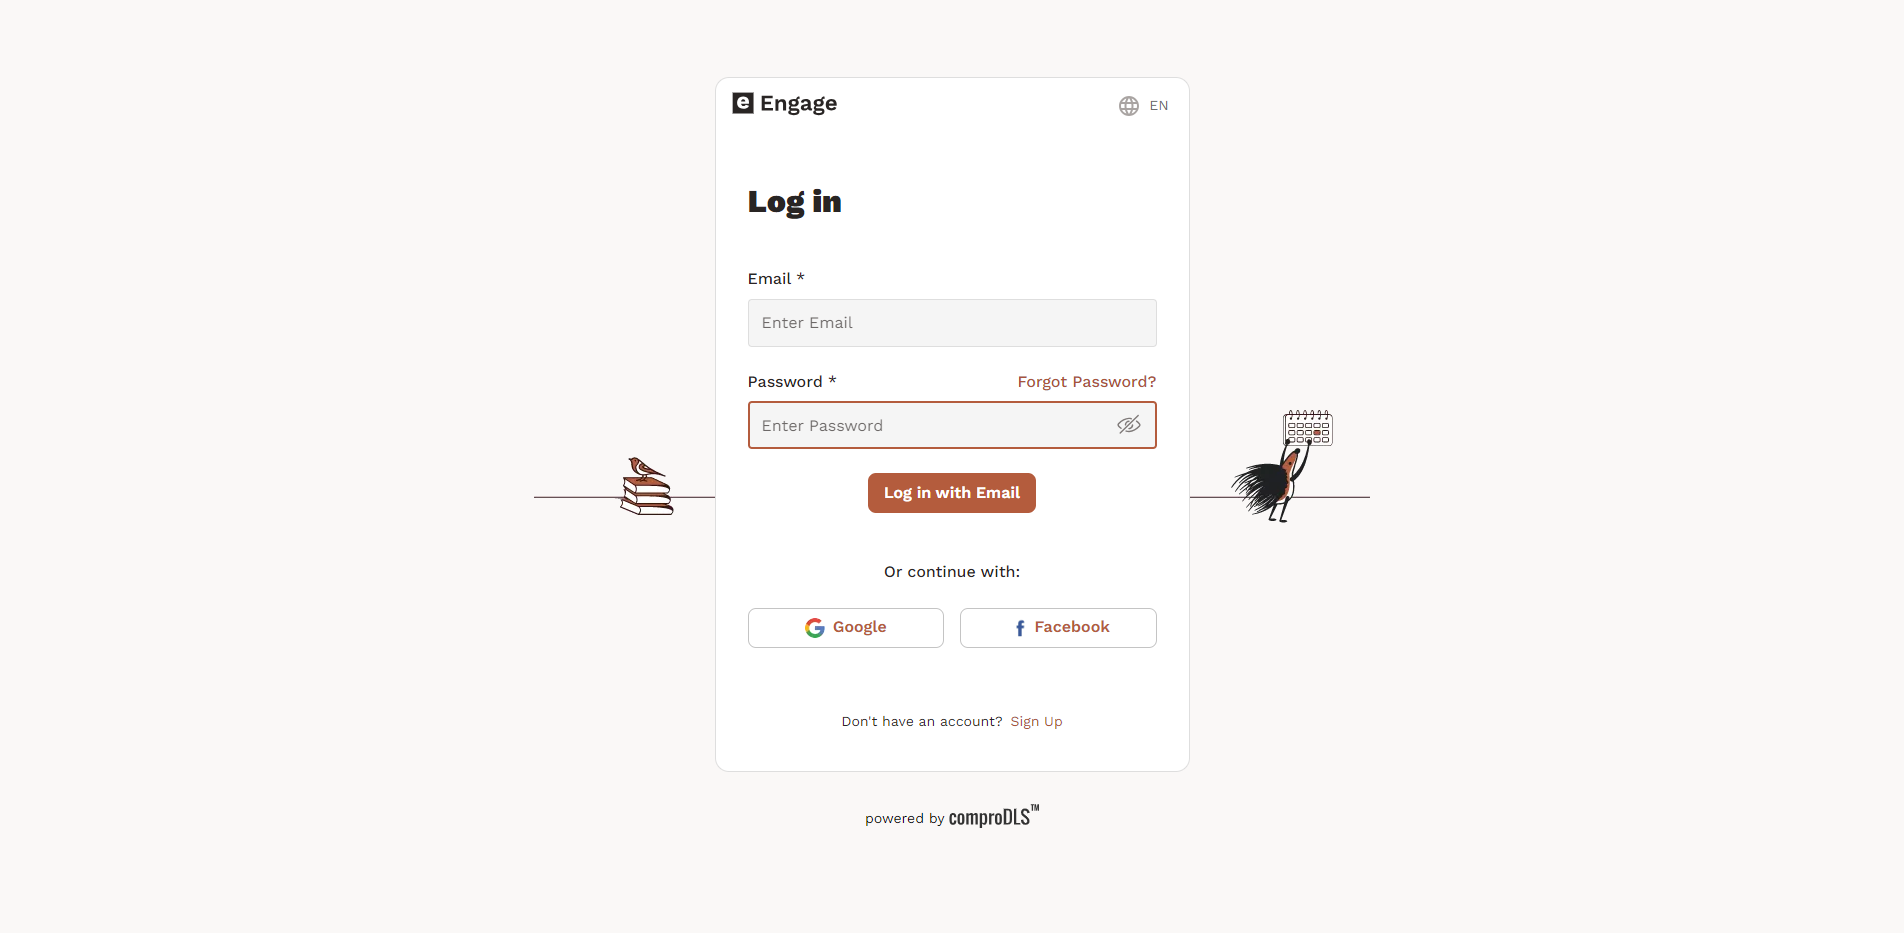 e Engage
EN
Log in
Email *
Enter Email
Password *
Forgot Password?
Enter Password
Log in with Email
Or continue with:
Google
Facebook
Don't have an account? Sign Up
powered by comproDLS™